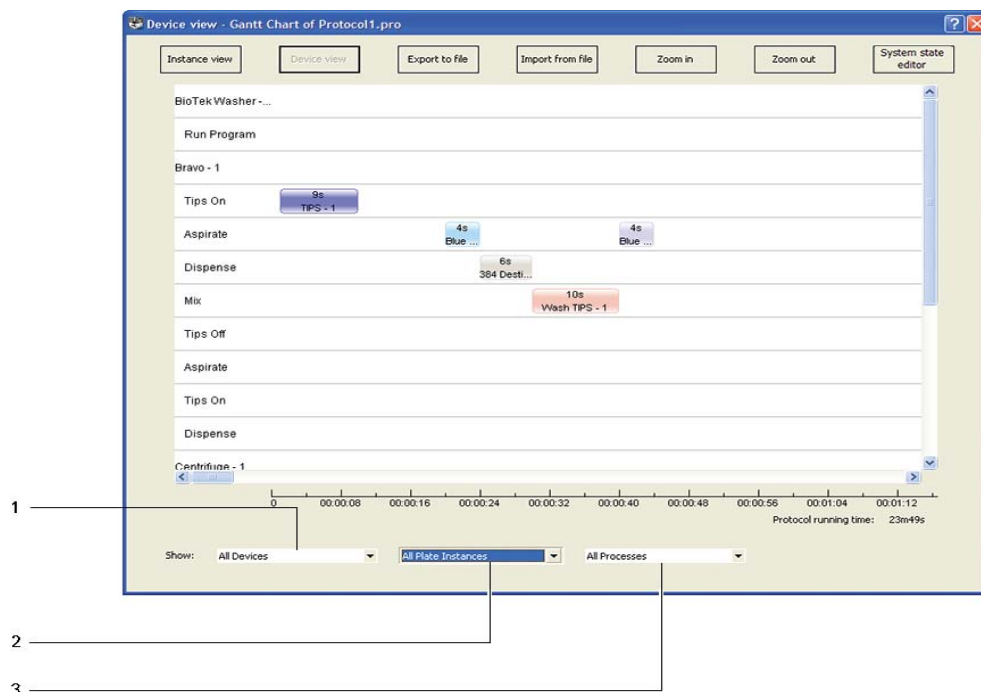 Device view - Gantt Chart of Protocol1.pro
Instance view
Device view
Export to file
Import from file
Zoom in
Zoom out
System state
editor
BioTek Washer -...
Run Program
Bravo - 1
Tips On
9s
TIPS - 1
Aspirate
4s
Blue ...
4s
Blue ...
Dispense
6s
384 Desti...
Mix
10s
Wash TIPS - 1
Tips Off
Aspirate
Tips On
Dispense
Centrifuge - 1
0 00:00:08 00:00:16 00:00:24 00:00:32 00:00:40 00:00:48 00:00:56 00:01:04 00:01:12
Protocol running time: 23m49s
Show: All Devices All Plate Instances All Processes
1
2
3